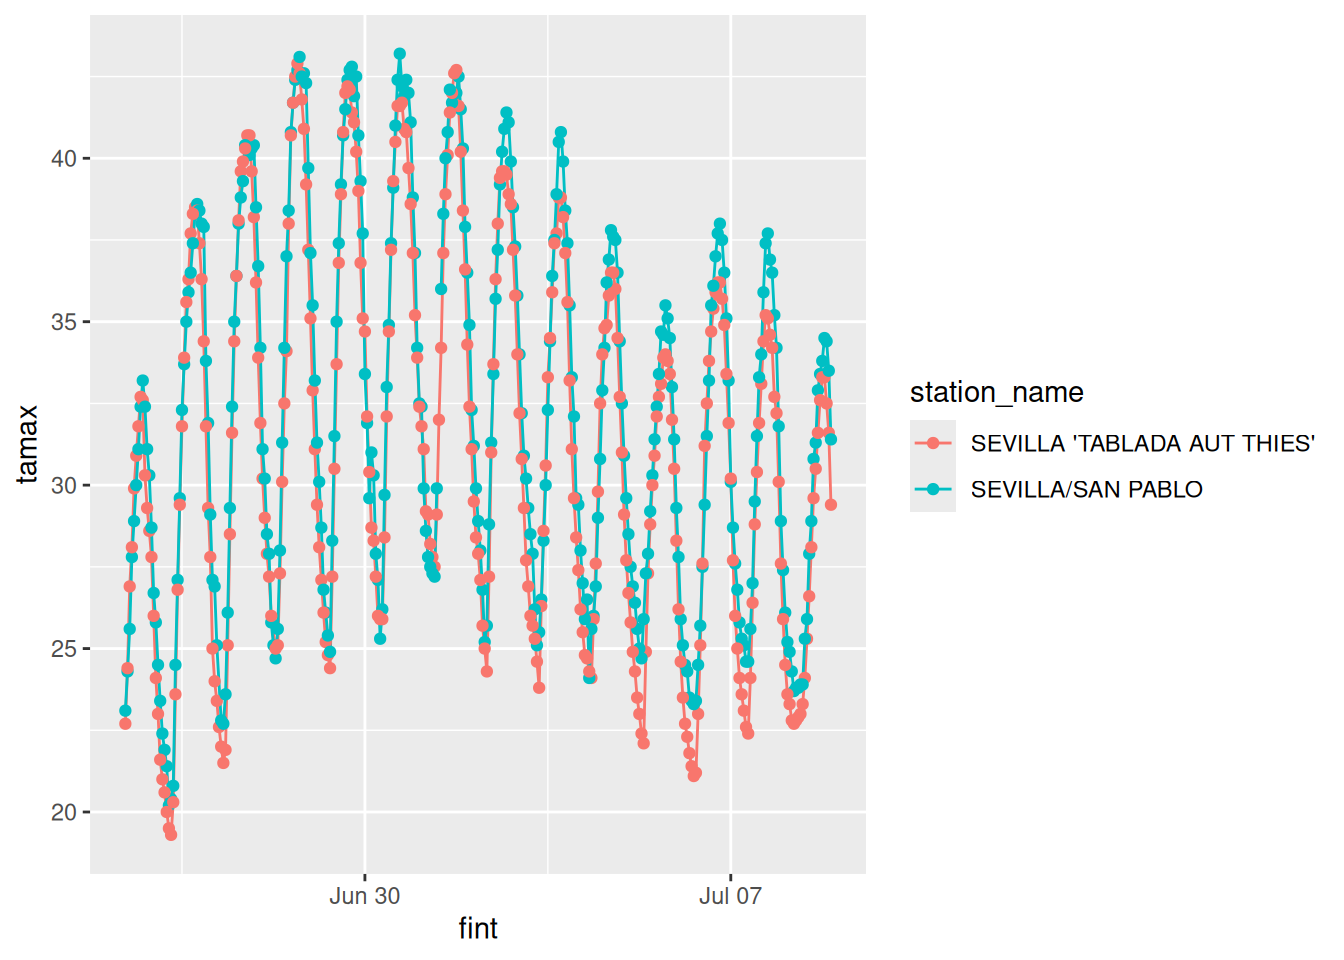 40
35
30
25
20
tamax
Jun 30
Jul 07
fint
station_name
SEVILLA 'TABLADA AUT THIES'
SEVILLA/SAN PABLO